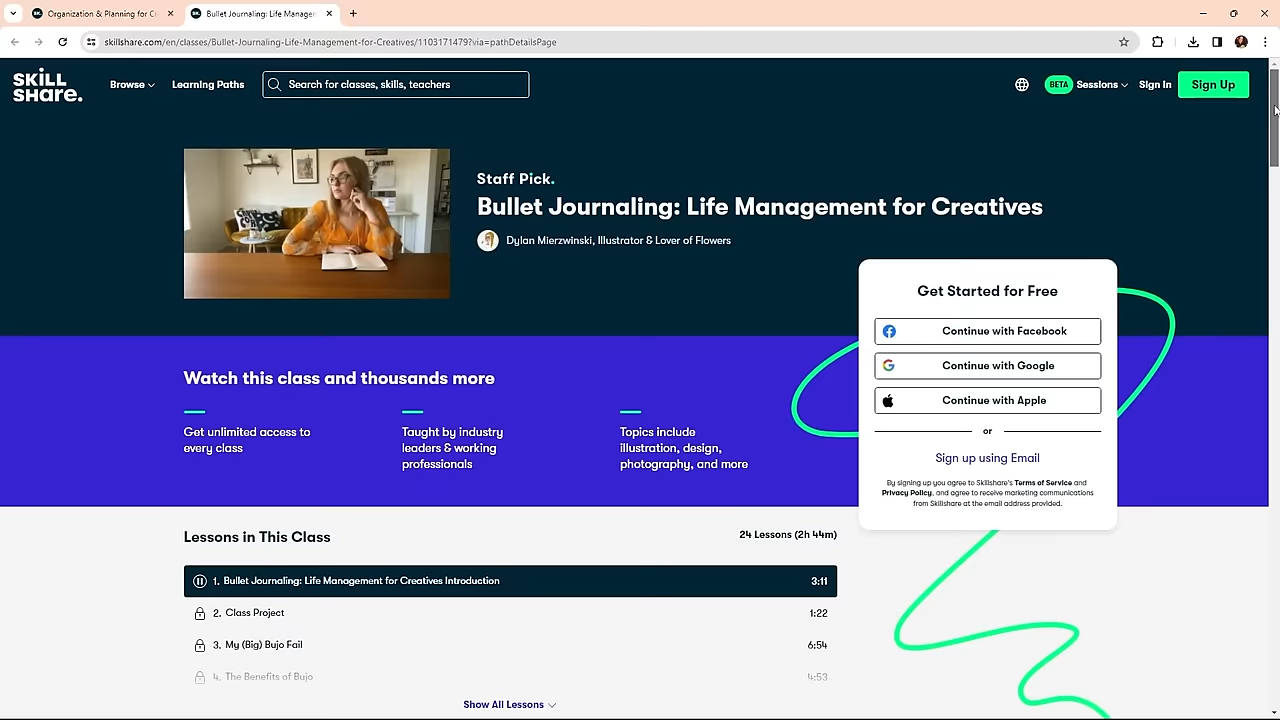 Organization & Planning for Cr
Bullet Journaling: Life Managem
skillshare.com/en/classes/Bullet-Journaling-Life-Management-for-Creatives/1103171479?via=pathDetailsPage
SKILL
SHARE.
Browse
Learning Paths
Search for classes, skills, teachers
BETA
Sessions
Sign In
Sign Up
Staff Pick.
Bullet Journaling: Life Management for Creatives
Dylan Mierzwinski, Illustrator & Lover of Flowers
Get Started for Free
Continue with Facebook
Continue with Google
Continue with Apple
or
Sign up using Email
By signing up you agree to Skillshare's Terms of Service and
Privacy Policy, and agree to receive marketing communications
from Skillshare at the email address provided.
Watch this class and thousands more
Get unlimited access to
every class
Taught by industry
leaders & working
professionals
Topics include
illustration, design,
photography, and more
Lessons in This Class
24 Lessons (2h 44m)
1. Bullet Journaling: Life Management for Creatives Introduction
3:11
2. Class Project
1:22
3. My (Big) Bujo Fail
6:54
4. The Benefits of Bujo
4:53
Show All Lessons